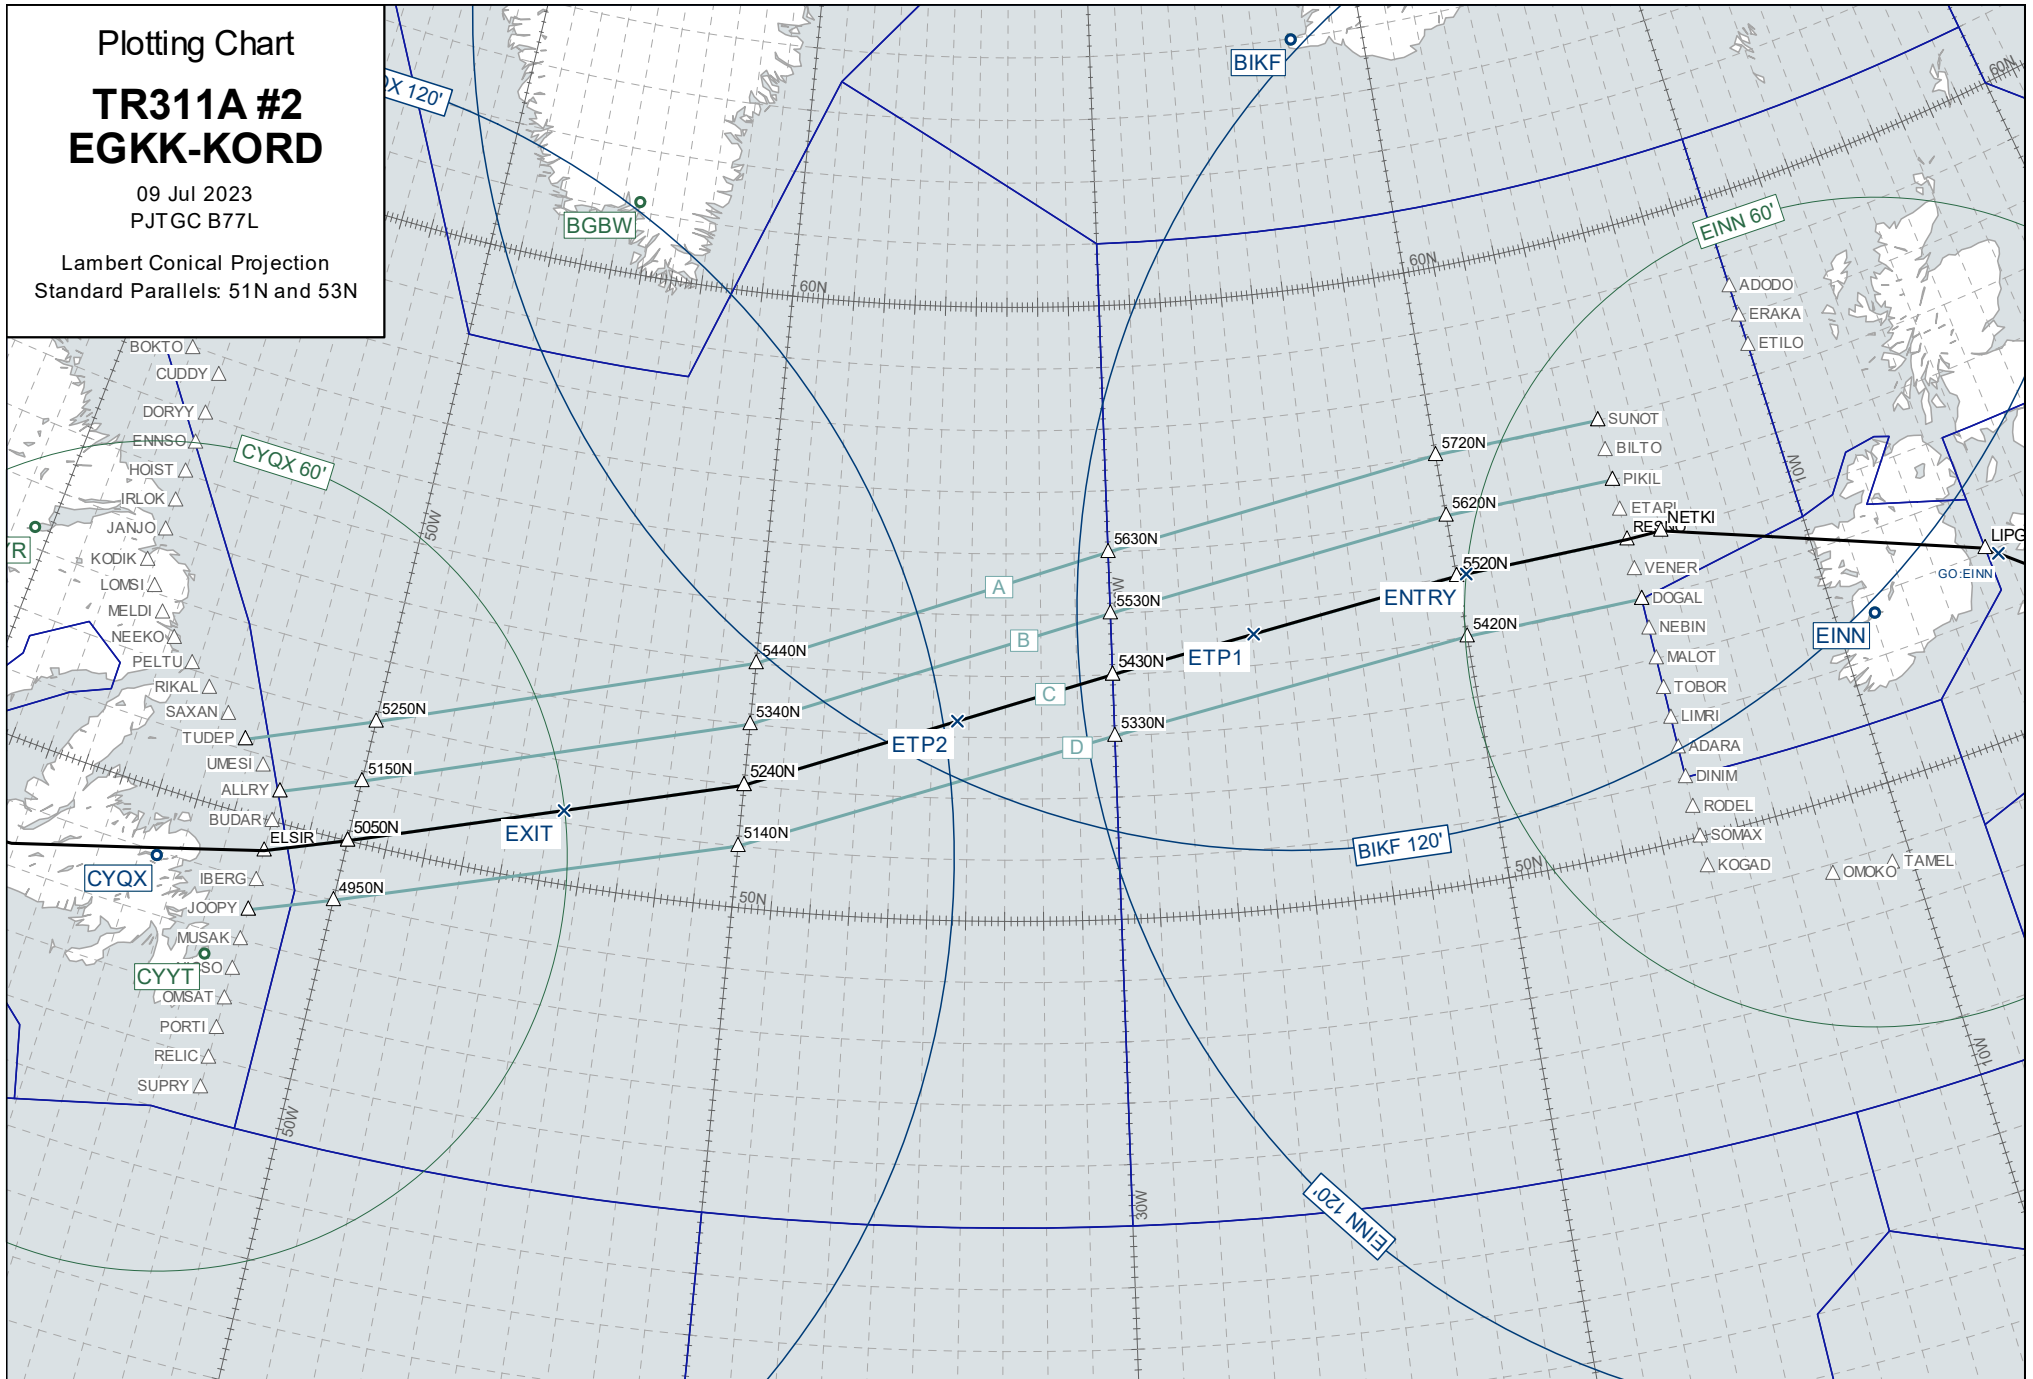 Plotting Chart
TR311A #2
EGKK-KORD
09 Jul 2023
PJTGC B77L
Lambert Conical Projection
Standard Parallels: 51N and 53N
BIKF
BGBW
EINN 60'
60N
60N
60N
ADODO
ERAKA
ETILO
BOKTO
CUDDY
DORYY
ENNSO
HOIST
IRLOK
JANJO
KODIK
LOMSI
MELDI
NEEKO
PELTU
RIKAL
SAXAN
TUDEP
UMESI
ALLRY
BUDAR
ELSIR
CYQX
IBERG
JOOPY
MUSAK
CYYT
OMSAT
PORTI
RELIC
SUPRY
CYQX 60'
50W
50W
5250N
5150N
5050N
4950N
EXIT
5440N
5340N
5240N
5140N
50N
A
B
C
D
ETP2
5630N
5530N
5430N
5330N
ETP1
ENTRY
5720N
5620N
5520N
5420N
SUNOT
BILTO
PIKIL
ETARI
NETKI
VENER
DOGAL
NEBIN
MALOT
TOBOR
LIMRI
ADARA
DINIM
RODEL
SOMAX
KOGAD
OMOKO
TAMEL
10W
10W
GO:EINN
EINN
BIKF 120'
50N
EINN 120'
30W